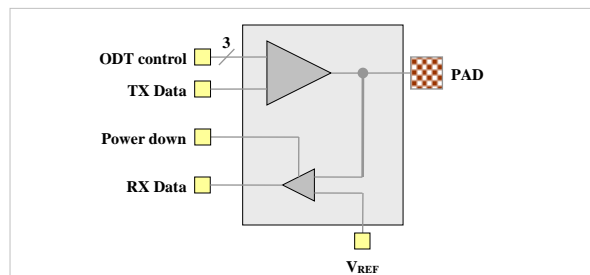 3
ODT control
PAD
TX Data
Power down
RX Data
VREF